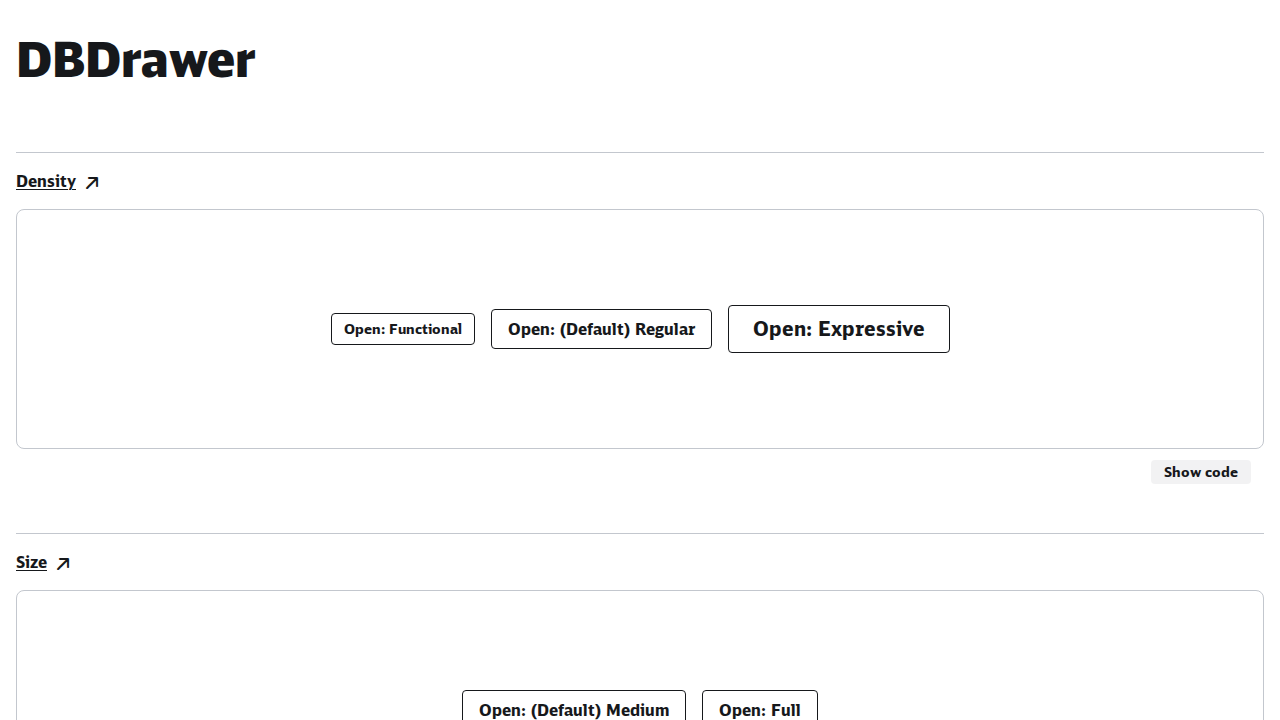 DBDrawer
Density
Open: Functional
Open: (Default) Regular
Open: Expressive
Show code
Size
Open: (Default) Medium
Open: Full